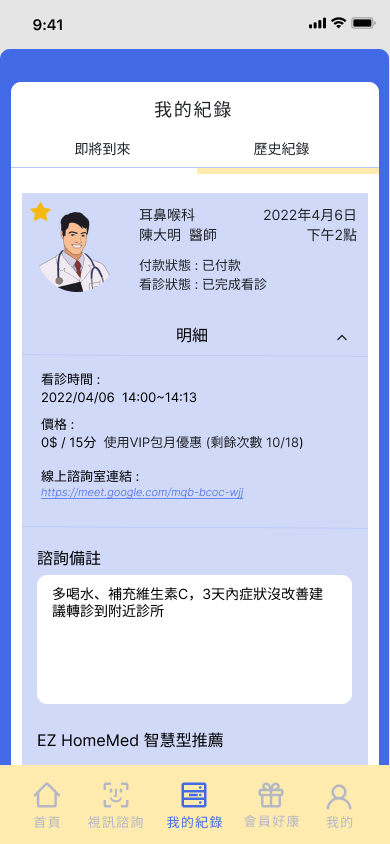 9:41
我的紀錄
即將到來
歷史紀錄
耳鼻喉科
2022年4月6日
陳大明 醫師
下午2點
付款狀態 : 已付款
看診狀態 : 已完成看診
明細
看診時間 :
2022/04/06 14:00~14:13
價格 :
0$ / 15分 使用VIP包月優惠 (剩餘次數 10/18)
線上諮詢室連結 :
https://meet.google.com/mqb-bcoc-wjj
諮詢備註
多喝水、補充維生素C，3天內症狀沒改善建
議轉診到附近診所
EZ HomeMed 智慧型推薦
首頁
視訊諮詢
我的紀錄
會員好康
我的